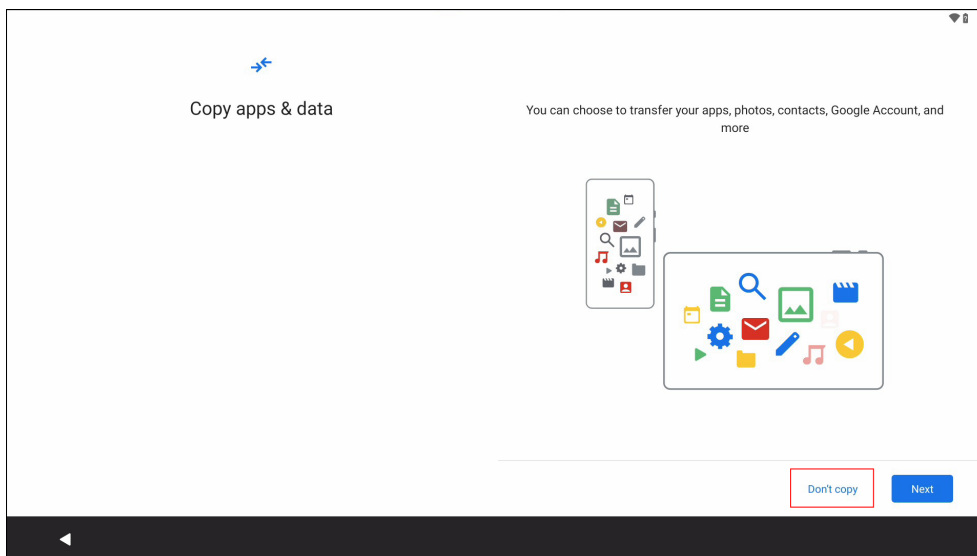 Copy apps & data
You can choose to transfer your apps, photos, contacts, Google Account, and
more
Don't copy
Next